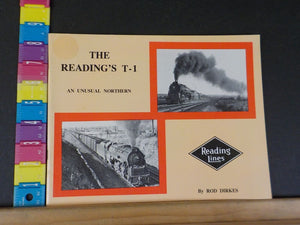 THE
READING'S T-1
AN UNUSUAL NORTHERN
Reading
Lines
By ROD DIRKES